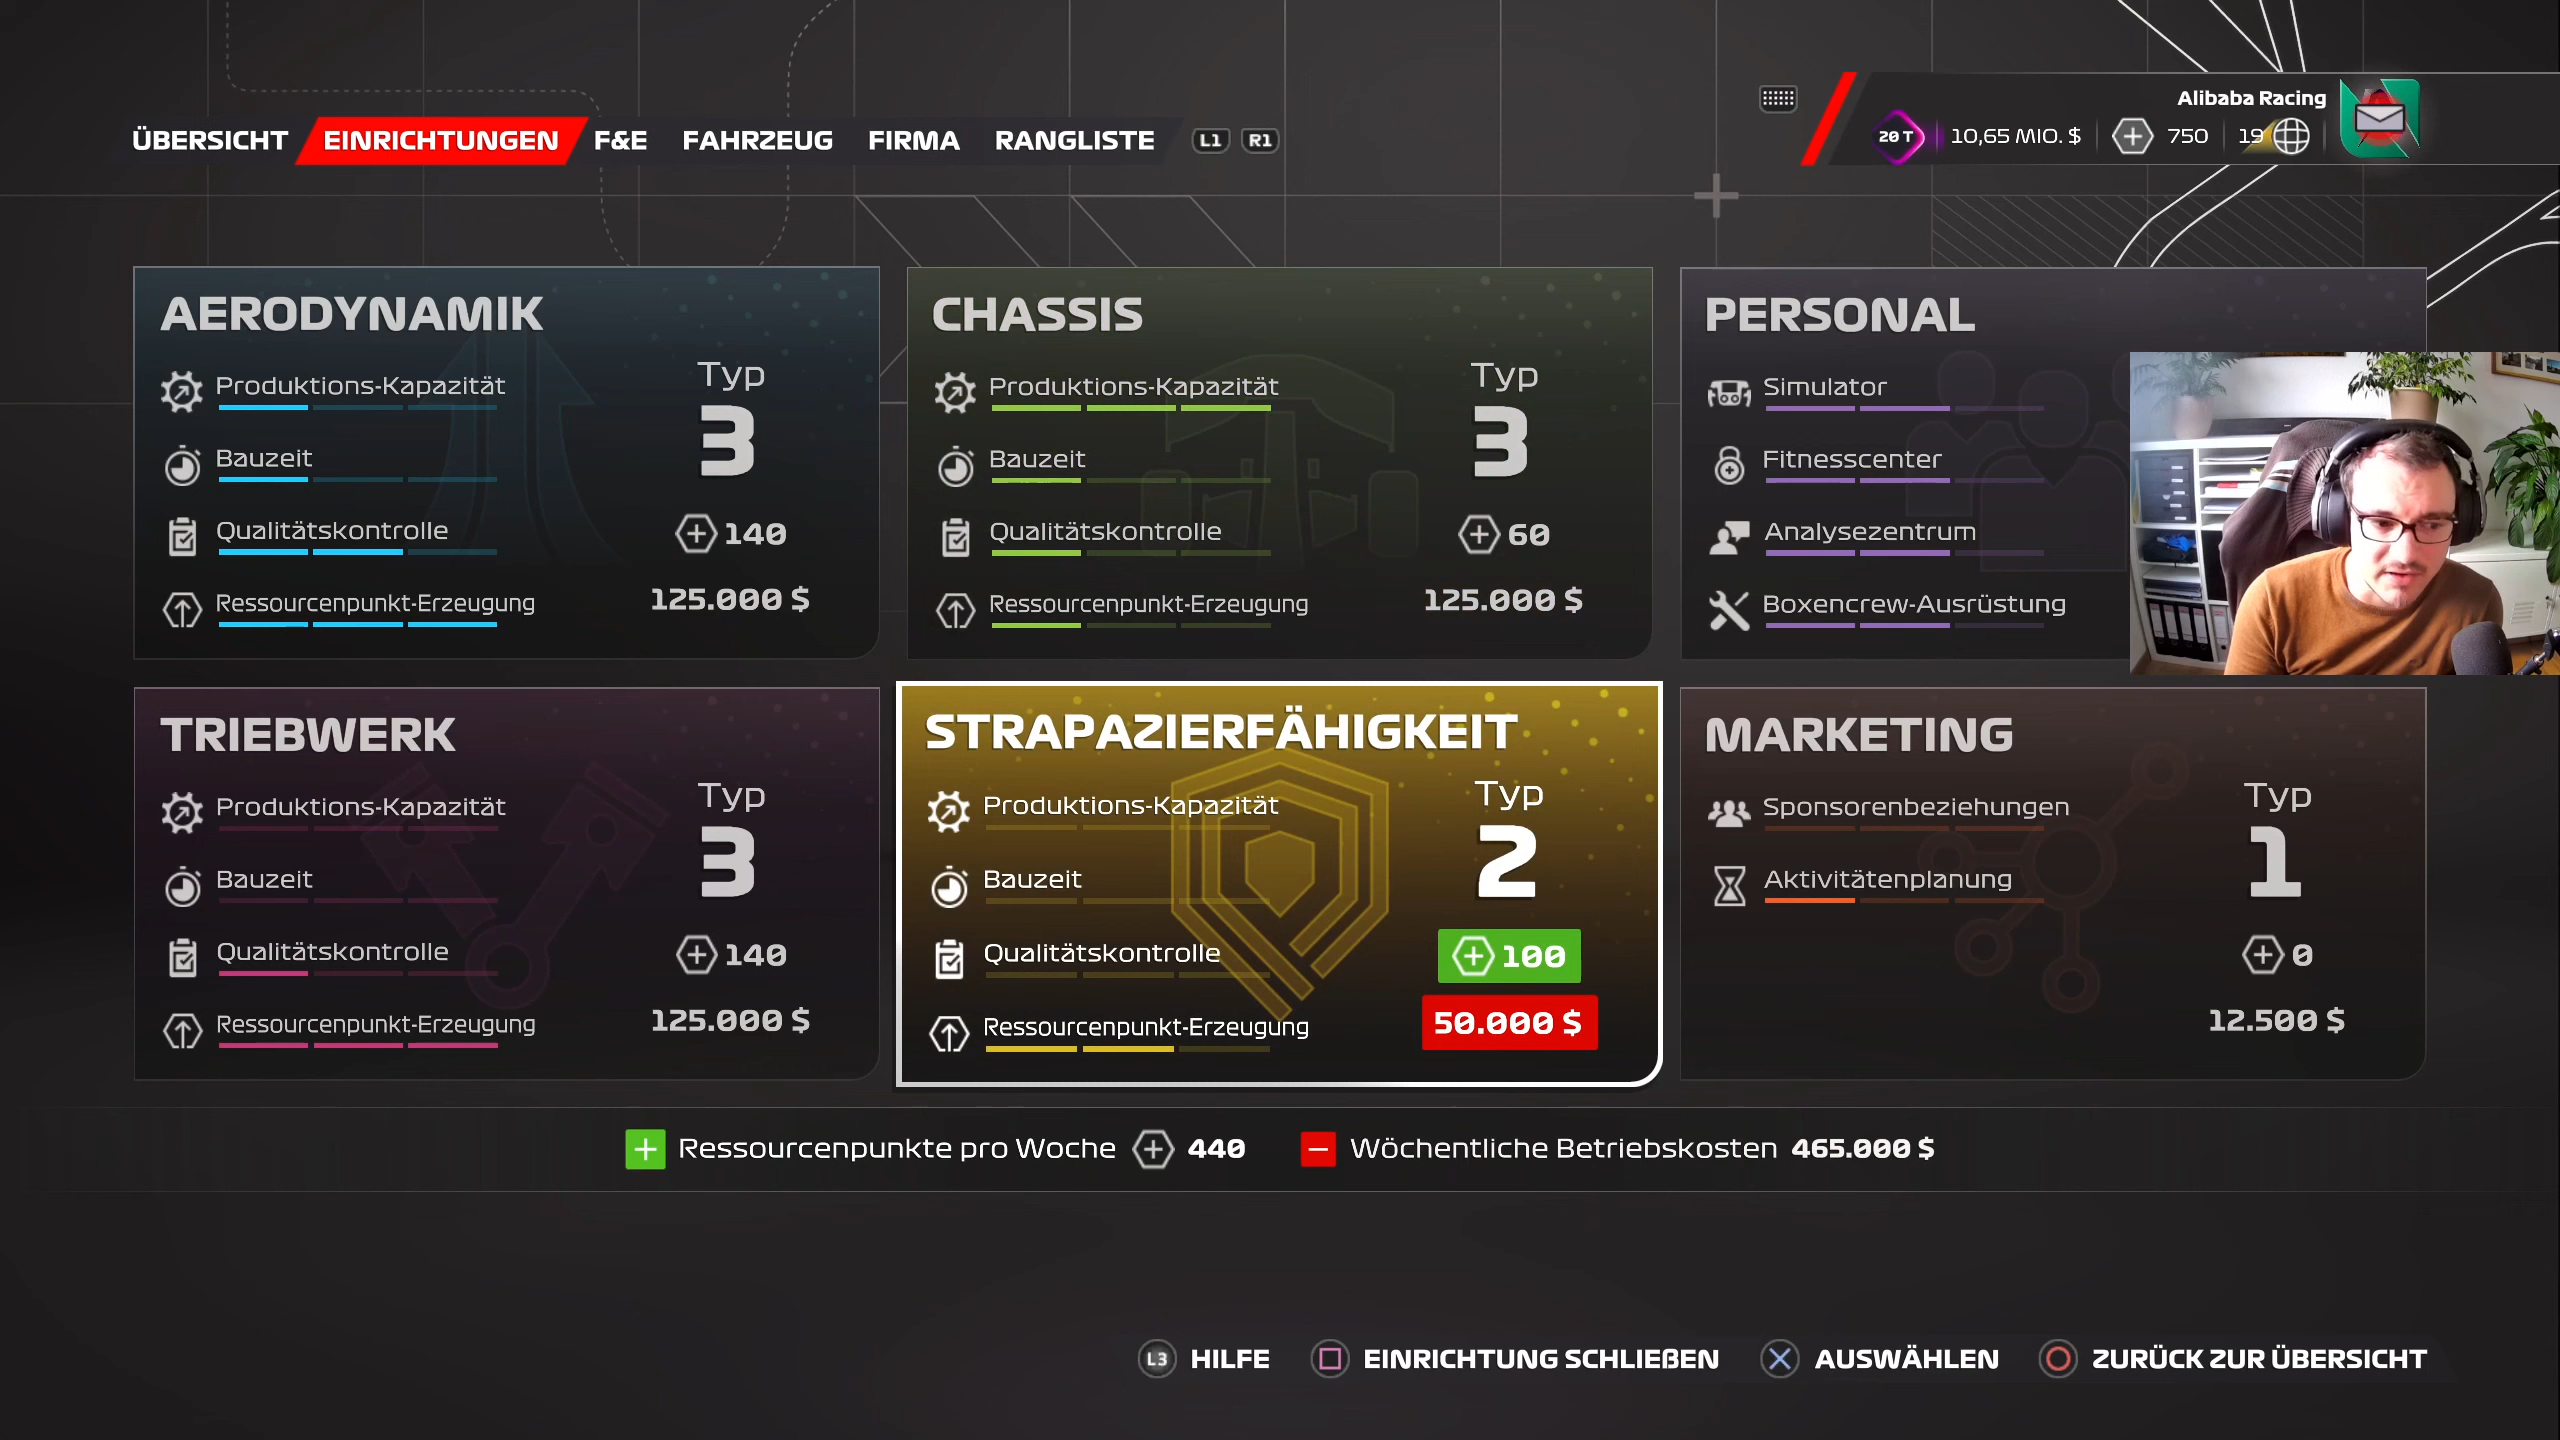 ÜBERSICHT EINRICHTUNGEN F&E FAHRZEUG FIRMA RANGLISTE L1 R1
Alibaba Racing
20 T 10,65 MIO. $ 750 19
AERODYNAMIK
Produktions-Kapazität
Bauzeit
Qualitätskontrolle
Ressourcenpunkt-Erzeugung
Typ
3
140
125.000 $
CHASSIS
Produktions-Kapazität
Bauzeit
Qualitätskontrolle
Ressourcenpunkt-Erzeugung
Typ
3
60
125.000 $
PERSONAL
Simulator
Fitnesscenter
Analysezentrum
Boxencrew-Ausrüstung
TRIEBWERK
Produktions-Kapazität
Bauzeit
Qualitätskontrolle
Ressourcenpunkt-Erzeugung
Typ
3
140
125.000 $
STRAPAZIERFÄHIGKEIT
Produktions-Kapazität
Bauzeit
Qualitätskontrolle
Ressourcenpunkt-Erzeugung
Typ
2
100
50.000 $
MARKETING
Sponsorenbeziehungen
Aktivitätenplanung
Typ
1
0
12.500 $
Ressourcenpunkte pro Woche 440 Wöchentliche Betriebskosten 465.000 $
L3 HILFE EINRICHTUNG SCHLIEßEN AUSWÄHLEN ZURÜCK ZUR ÜBERSICHT